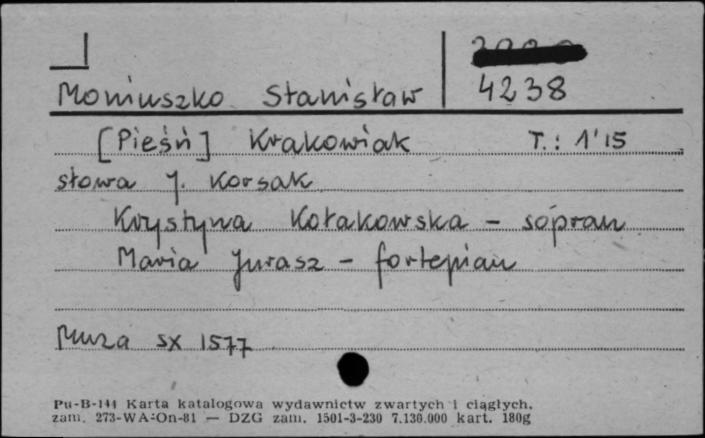 Moniuszko Stanisław 4238
[Pieśń] Krakowiak T.: 1'15
słowa J. Korsak
Krystyna Kołakowska - sopran
Maria Jurasz - fortepian
Muza SX 1577
Pu-B-144 Karta katalogowa wydawnictw zwartych i ciągłych.
zam. 273-WA-On-81 — DZG zam. 1501-3-230 7.130.000 kart. 180g